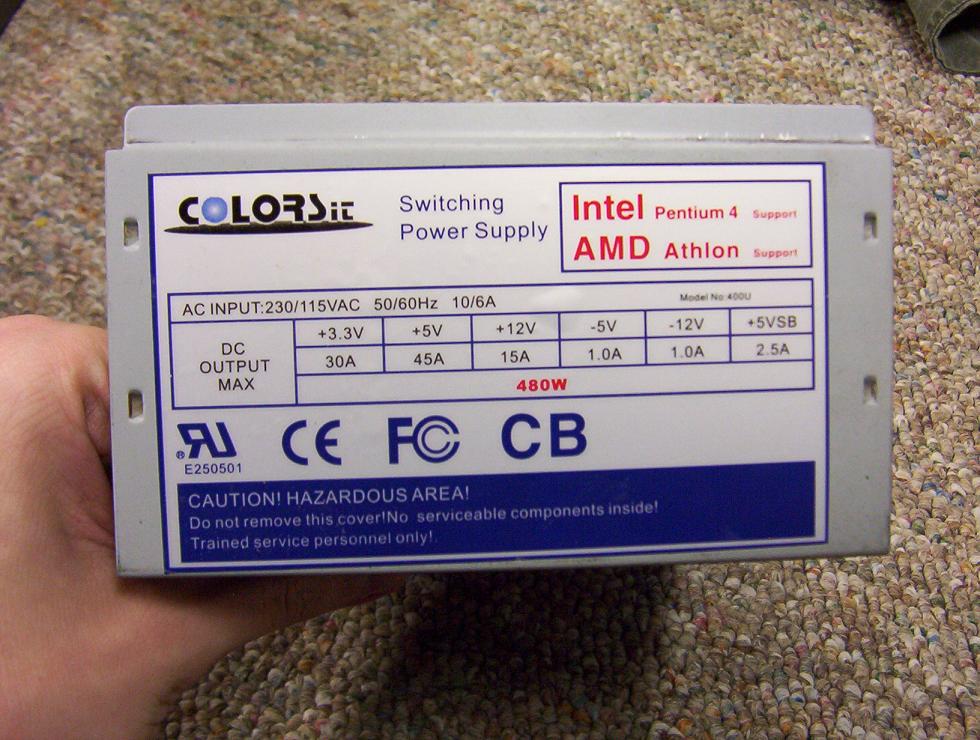 COLORSit
Switching
Power Supply
Intel Pentium 4 Support
AMD Athlon Support
AC INPUT:230/115VAC 50/60Hz 10/6A Model No:400U
DC
OUTPUT
MAX
+3.3V +5V +12V -5V -12V +5VSB
30A 45A 15A 1.0A 1.0A 2.5A
480W
®RU CE FC CB
E250501
CAUTION! HAZARDOUS AREA!
Do not remove this cover!No serviceable components inside!
Trained service personnel only!